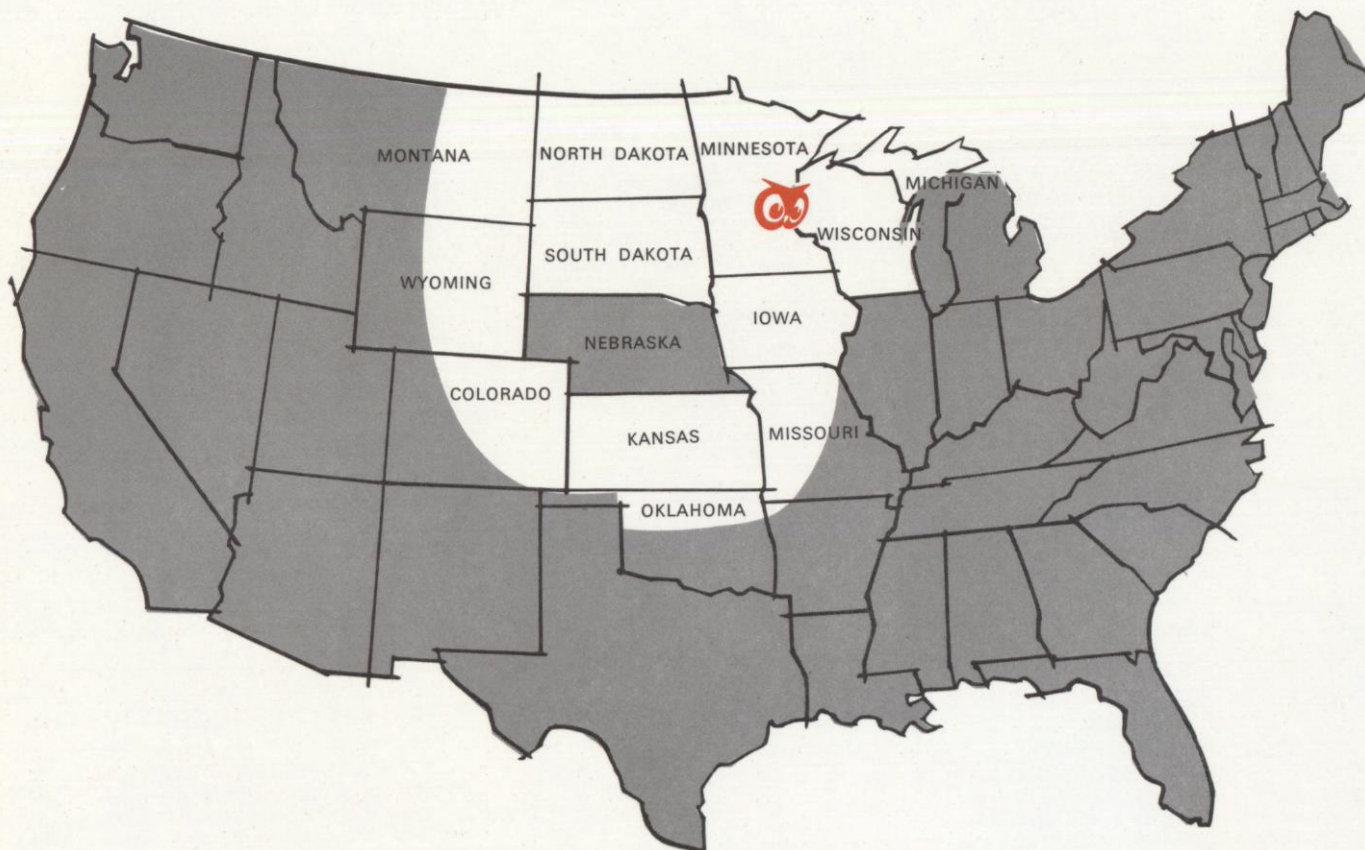 MONTANA
NORTH DAKOTA
MINNESOTA
MICHIGAN
WISCONSIN
SOUTH DAKOTA
WYOMING
IOWA
NEBRASKA
COLORADO
KANSAS
MISSOURI
OKLAHOMA